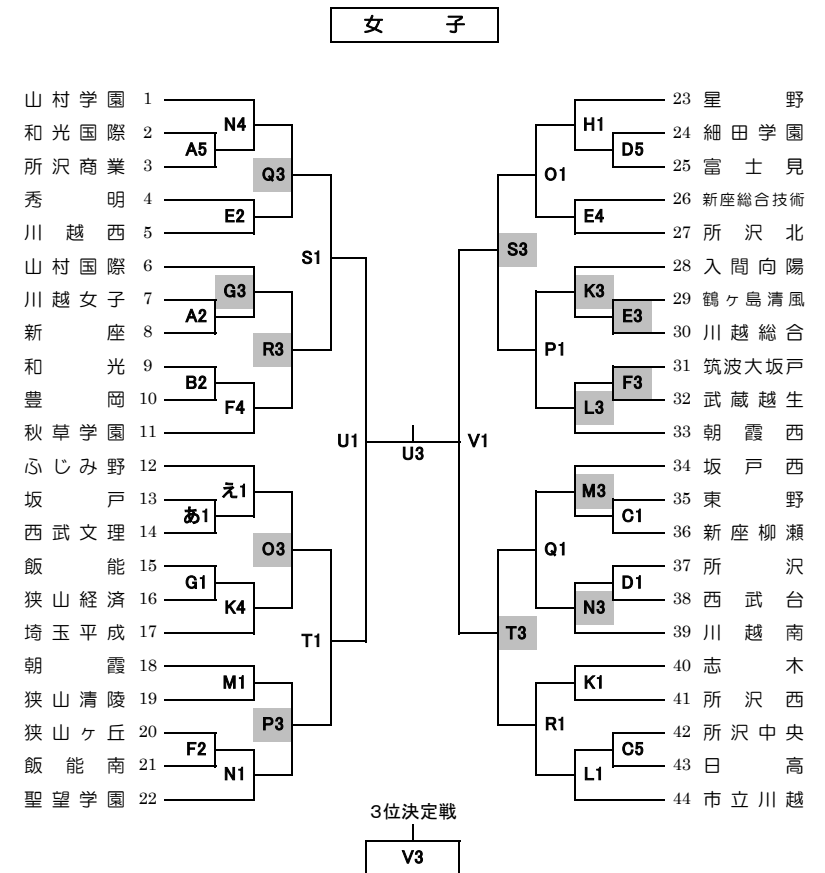 女 子
山村学園 1
和光国際 2
所沢商業 3
秀明 4
川越西 5
山村国際 6
川越女子 7
新座 8
和光 9
豊岡 10
秋草学園 11
ふじみ野 12
坂戸 13
西武文理 14
飯能 15
狭山経済 16
埼玉平成 17
朝霞 18
狭山清陵 19
狭山ヶ丘 20
飯能南 21
聖望学園 22
N4
A5
Q3
E2
S1
G3
A2
R3
B2
F4
U1
え1
あ1
O3
G1
K4
T1
M1
P3
F2
N1
U3
V1
H1
D5
O1
E4
S3
K3
E3
P1
F3
L3
M3
C1
Q1
D1
N3
T3
K1
R1
C5
L1
23 星野
24 細田学園
25 富士見
26 新座総合技術
27 所沢北
28 入間向陽
29 鶴ヶ島清風
30 川越総合
31 筑波大坂戸
32 武蔵越生
33 朝霞西
34 坂戸西
35 東野
36 新座柳瀬
37 所沢
38 西武台
39 川越南
40 志木
41 所沢西
42 所沢中央
43 日高
44 市立川越
3位決定戦
V3